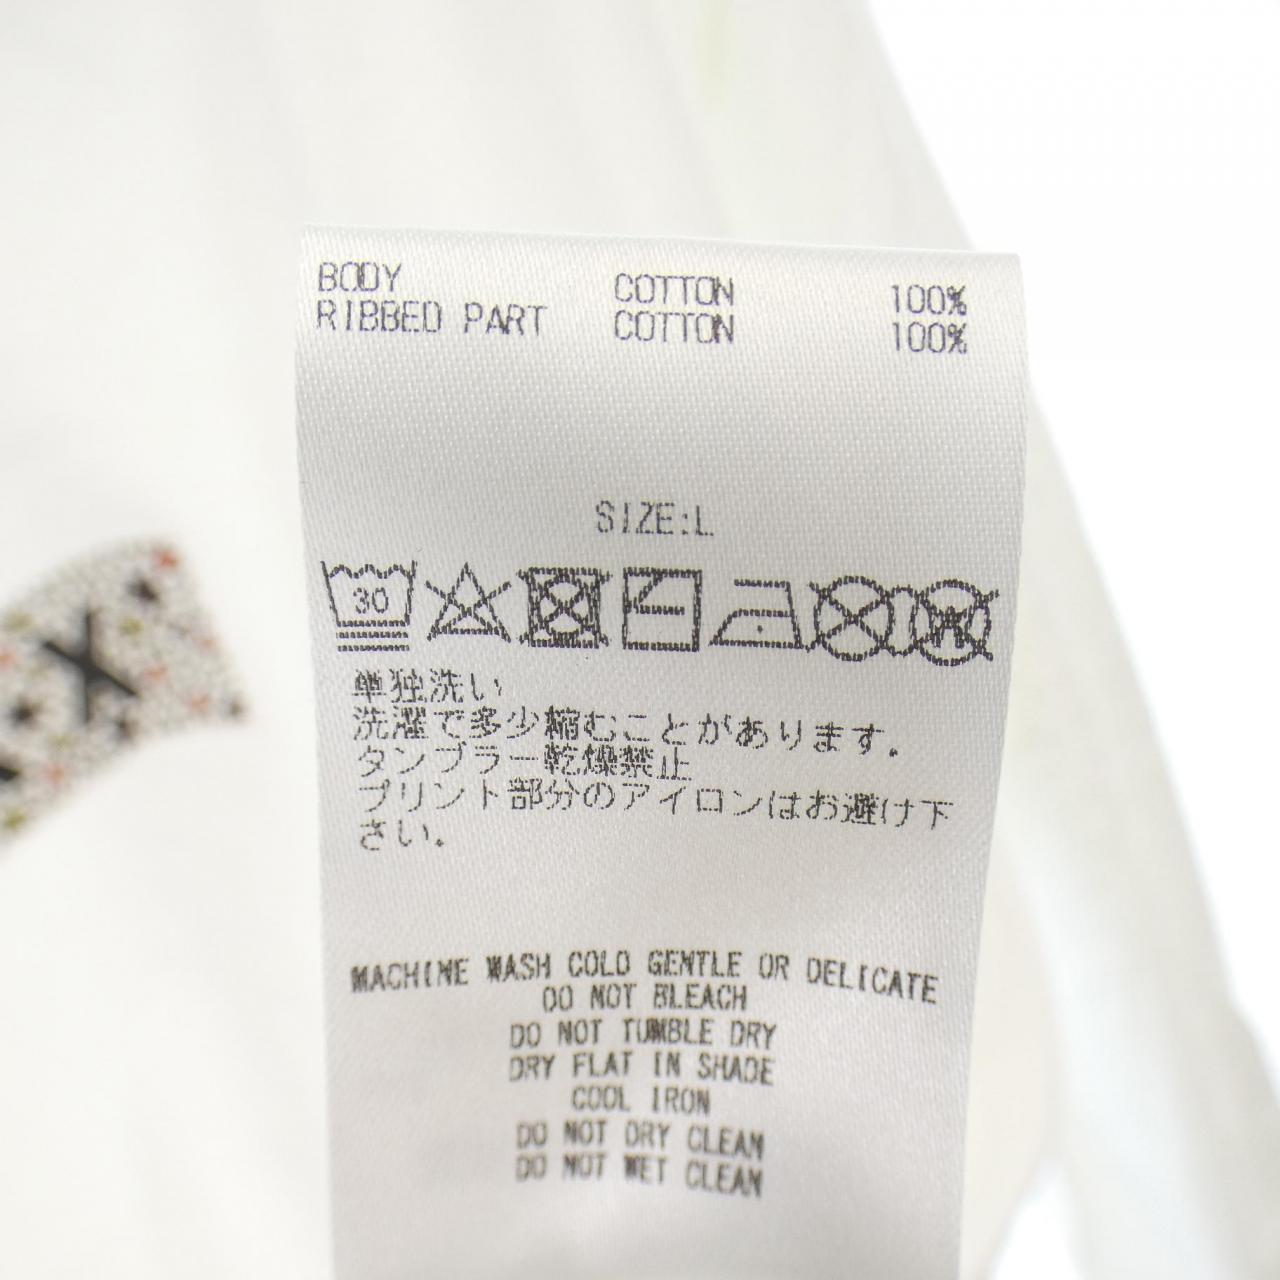 BODY COTTON 100%
RIBBED PART COTTON 100%
SIZE:L
30
W
単独洗い
洗濯で多少縮むことがあります。
タンブラー乾燥禁止
プリント部分のアイロンはお避け下
さい。
MACHINE WASH COLD GENTLE OR DELICATE
DO NOT BLEACH
DO NOT TUMBLE DRY
DRY FLAT IN SHADE
COOL IRON
DO NOT DRY CLEAN
DO NOT WET CLEAN
X